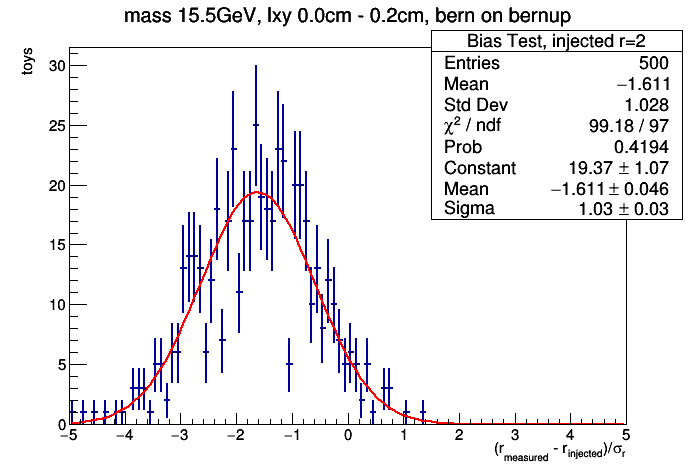 mass 15.5GeV, lxy 0.0cm - 0.2cm, bern on bernup
toys
Bias Test, injected r=2
Entries 500
Mean −1.611
Std Dev 1.028
χ² / ndf 99.18 / 97
Prob 0.4194
Constant 19.37 ± 1.07
Mean −1.611 ± 0.046
Sigma 1.03 ± 0.03
30
25
20
15
10
5
0
−5 −4 −3 −2 −1 0 1 2 3 4 5
(r_measured - r_injected)/σ_r